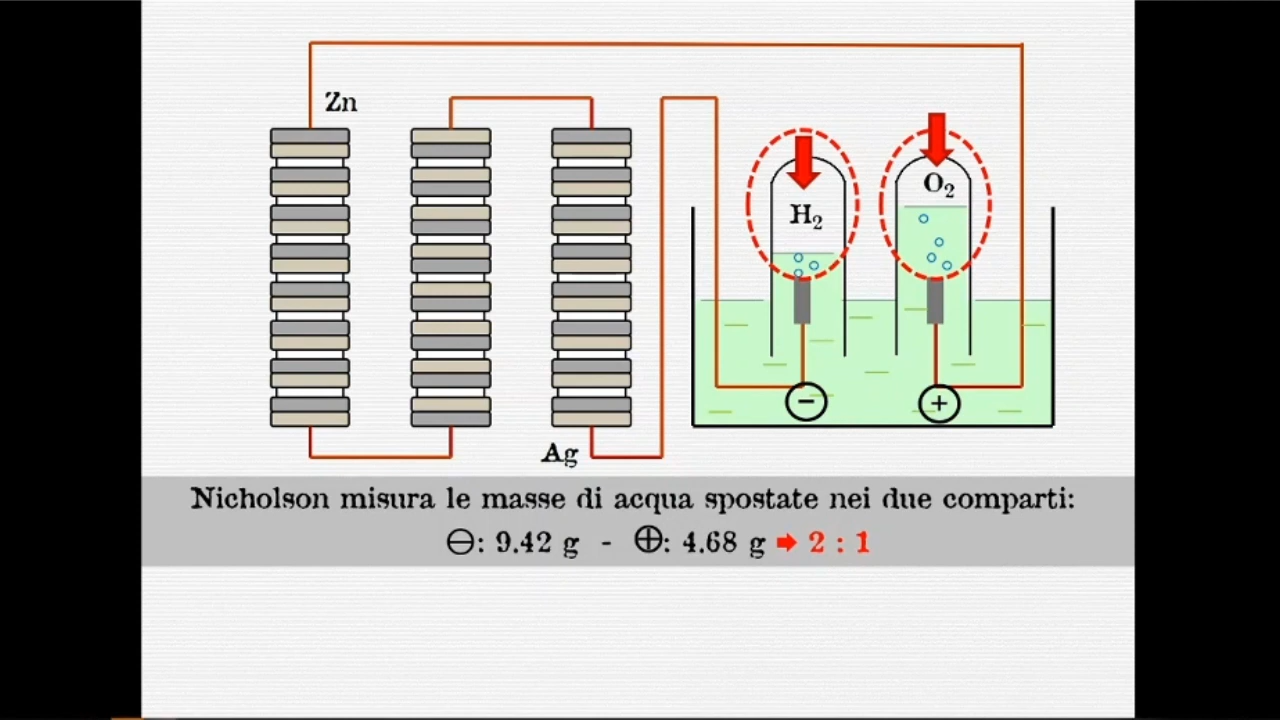 Zn
H₂
O₂
−
+
Ag
Nicholson misura le masse di acqua spostate nei due comparti:
⊖: 9.42 g - ⊕: 4.68 g ➡ 2 : 1